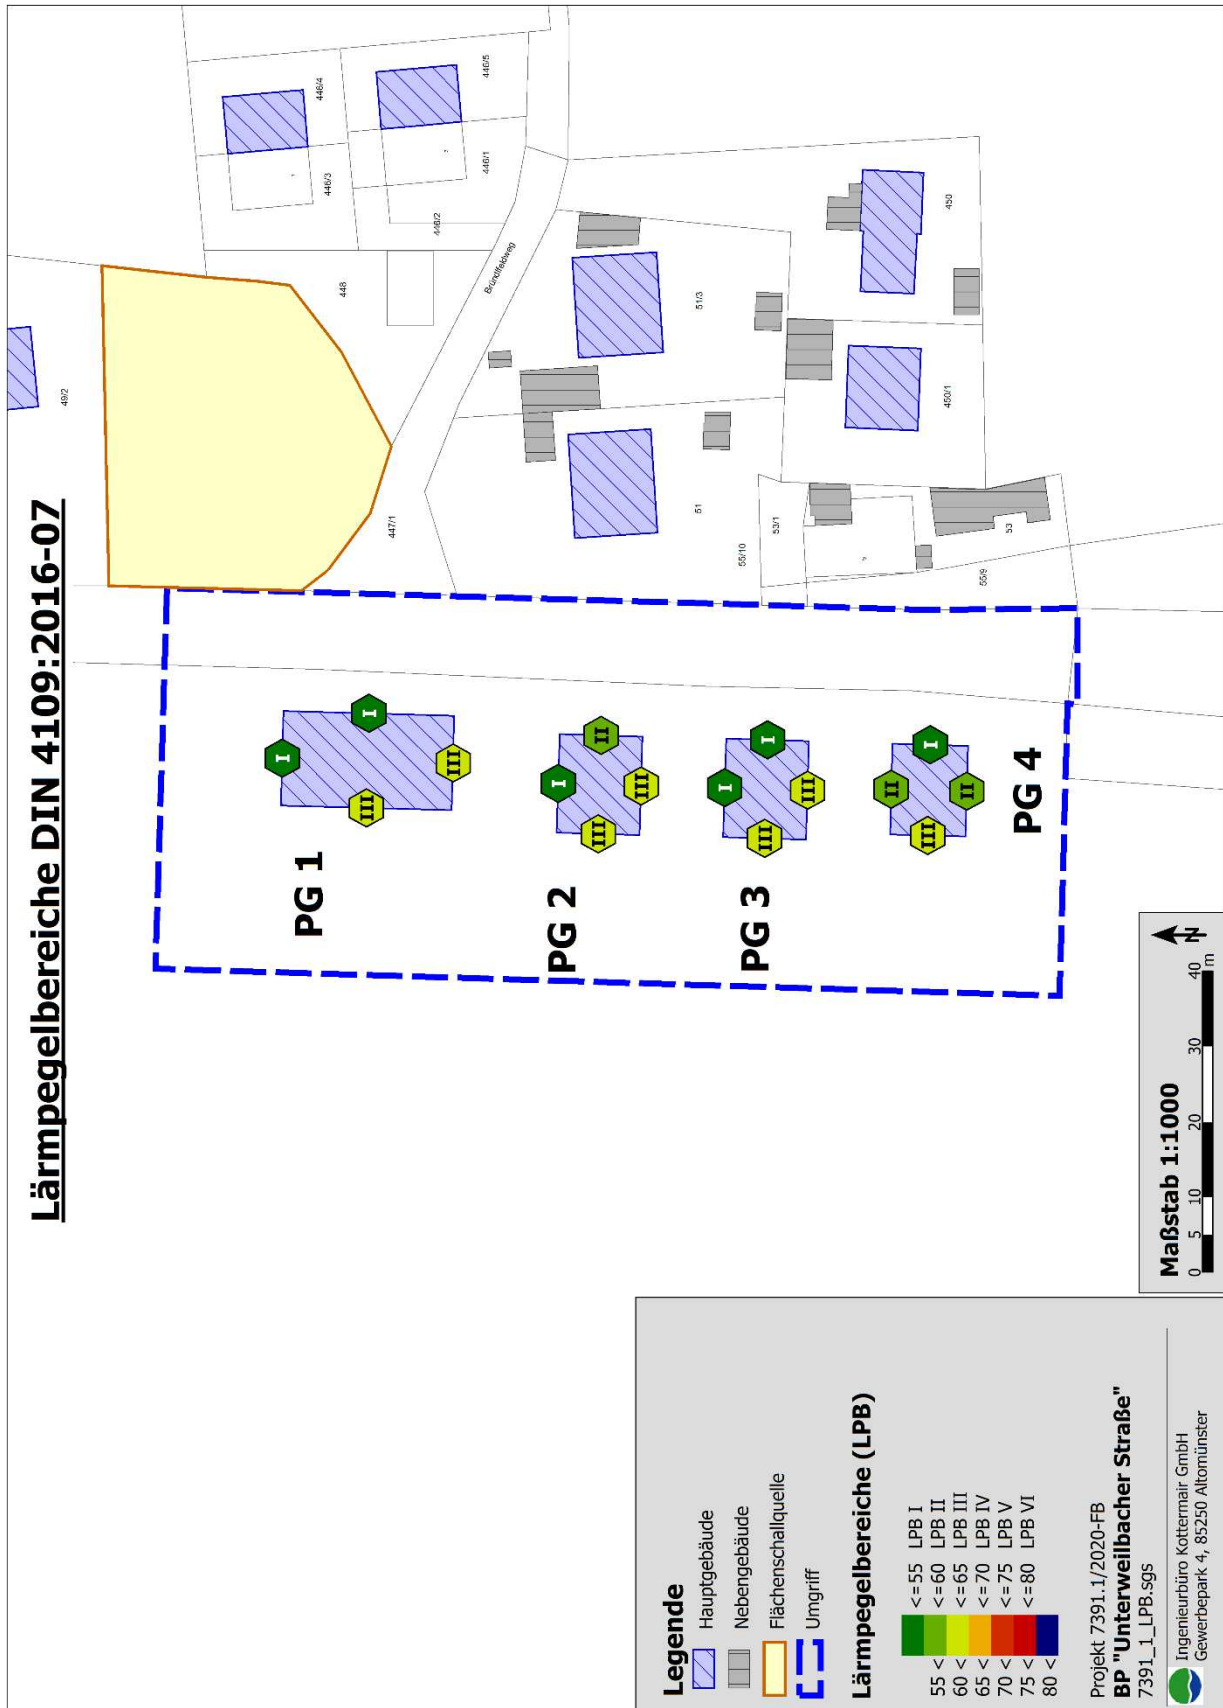 Lärmpegelbereiche DIN 4109:2016-07
49/2
446/4
446/5
446/3
446/1
446/2
448
Bründlfeldweg
447/1
51/3
51
450
450/1
53/1
55/10
53
55/9
I
I
III
III
PG 1
I
II
III
III
PG 2
I
I
III
III
PG 3
II
I
II
III
PG 4
Legende
Hauptgebäude
Nebengebäude
Flächenschallquelle
Umgriff
Lärmpegelbereiche (LPB)
<=55 LPB I
55 < <=60 LPB II
60 < <=65 LPB III
65 < <=70 LPB IV
70 < <=75 LPB V
75 < <=80 LPB VI
80 <
Projekt 7391.1/2020-FB
BP "Unterweilbacher Straße"
7391_1_LPB.sgs
Ingenieurbüro Kottermair GmbH
Gewerbepark 4, 85250 Altomünster
Maßstab 1:1000
N
0 5 10 20 30 40
m